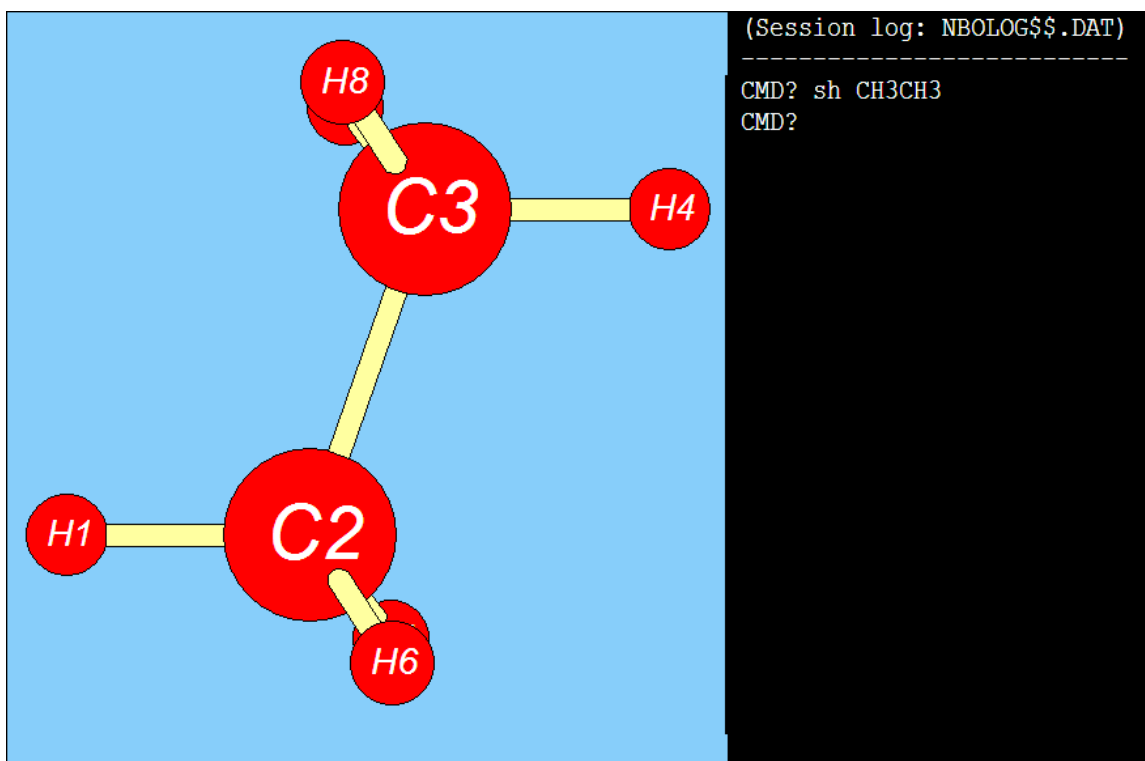 (Session log: NBOLOG$$.DAT)
---------------------------
CMD? sh CH3CH3
CMD?
H8
C3
H4
H1
C2
H6